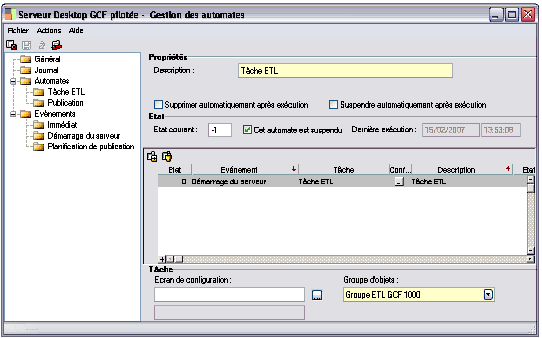 Serveur Desktop GCF pilotée - Gestion des automates
Fichier Actions Aide
Général
Journal
Automates
Tâche ETL
Publication
Evénements
Immédiat
Démarrage du serveur
Planification de publication
Propriétés
Description : Tâche ETL
Supprimer automatiquement après exécution Suspendre automatiquement après exécution
Etat
Etat courant : -1 Cet automate est suspendu Dernière exécution : 15/02/2007 13:53:09
Etat Evénement Tâche Conf... Description Etat
0 Démarrage du serveur Tâche ETL ... Tâche ETL
Tâche
Ecran de configuration : Groupe d'objets :
... Groupe ETL GCF 1000